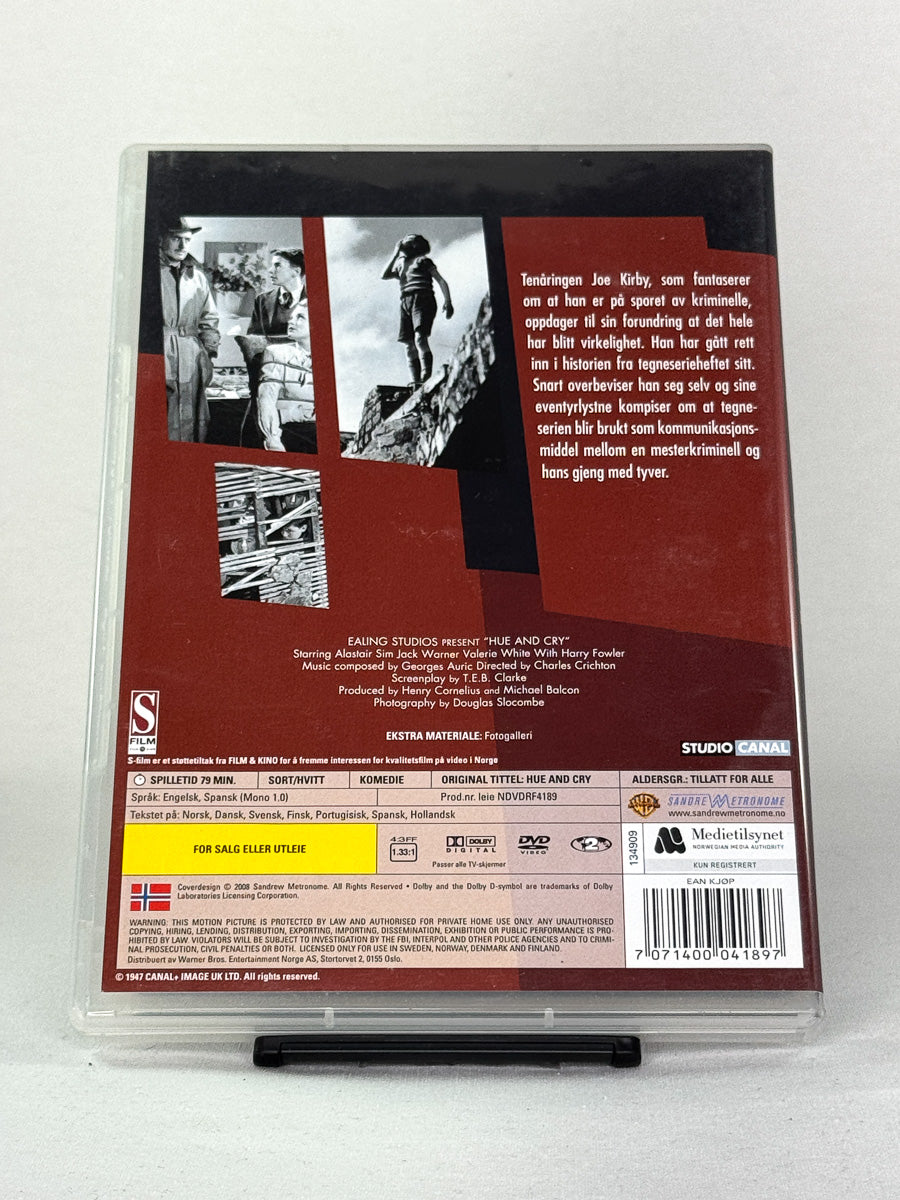 Tenåringen Joe Kirby, som fantaserer
om at han er på sporet av kriminelle,
oppdager til sin forundring at det hele
har blitt virkelighet. Han har gått rett
inn i historien fra tegneserieheftet sitt.
Snart overbeviser han seg selv og sine
eventyrlystne kompiser om at tegne-
serien blir brukt som kommunikasjons-
middel mellom en mesterkriminell og
hans gjeng med tyver.
EALING STUDIOS PRESENT "HUE AND CRY"
Starring Alastair Sim Jack Warner Valerie White With Harry Fowler
Music composed by Georges Auric Directed by Charles Crichton
Screenplay by T.E.B. Clarke
Produced by Henry Cornelius and Michael Balcon
Photography by Douglas Slocombe
EKSTRA MATERIALE: Fotogalleri
S
FILM
STUDIO CANAL
S-film er et støttetiltak fra FILM & KINO for å fremme interessen for kvalitetsfilm på video i Norge
SPILLETID 79 MIN. SORT/HVITT KOMEDIE ORIGINAL TITTEL: HUE AND CRY ALDERSGR.: TILLATT FOR ALLE
Språk: Engelsk, Spansk (Mono 1.0) Prod.nr. leie NDVDRF4189
Tekstet på: Norsk, Dansk, Svensk, Finsk, Portugisisk, Spansk, Hollandsk
SANDREW METRONOME
www.sandrewmetronome.no
FOR SALG ELLER UTLEIE
4:3FF
1.33:1
DOLBY
DIGITAL
Passer alle TV-skjermer
DVD
VIDEO
2
134909
Medietilsynet
NORWEGIAN MEDIA AUTHORITY
KUN REGISTRERT
Coverdesign © 2008 Sandrew Metronome. All Rights Reserved • Dolby and the Dolby D-symbol are trademarks of Dolby
Laboratories Licensing Corporation.
WARNING: THIS MOTION PICTURE IS PROTECTED BY LAW AND AUTHORISED FOR PRIVATE HOME USE ONLY. ANY UNAUTHORISED
COPYING, HIRING, LENDING, DISTRIBUTION, EXPORTING, IMPORTING, DISSEMINATION, EXHIBITION OR PUBLIC PERFORMANCE IS PRO-
HIBITED BY LAW. VIOLATORS WILL BE SUBJECT TO INVESTIGATION BY THE FBI, INTERPOL AND OTHER POLICE AGENCIES AND TO CRIMI-
NAL PROSECUTION, CIVIL PENALTIES OR BOTH. LICENSED ONLY FOR USE IN SWEDEN, NORWAY, DENMARK AND FINLAND.
Distribuert av Warner Bros. Entertainment Norge AS, Stortorvet 2, 0155 Oslo.
EAN KJØP
7 071400 041897
© 1947 CANAL+ IMAGE UK LTD. All rights reserved.